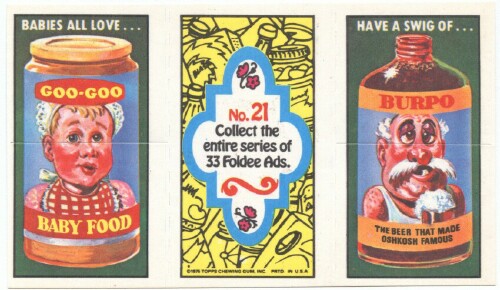 BABIES ALL LOVE...
GOO-GOO
BABY FOOD
No. 21
Collect the
entire series of
33 Foldee Ads.
©1976 TOPPS CHEWING GUM, INC. PRTD. IN U.S.A.
HAVE A SWIG OF...
BURPO
THE BEER THAT MADE
OSHKOSH FAMOUS